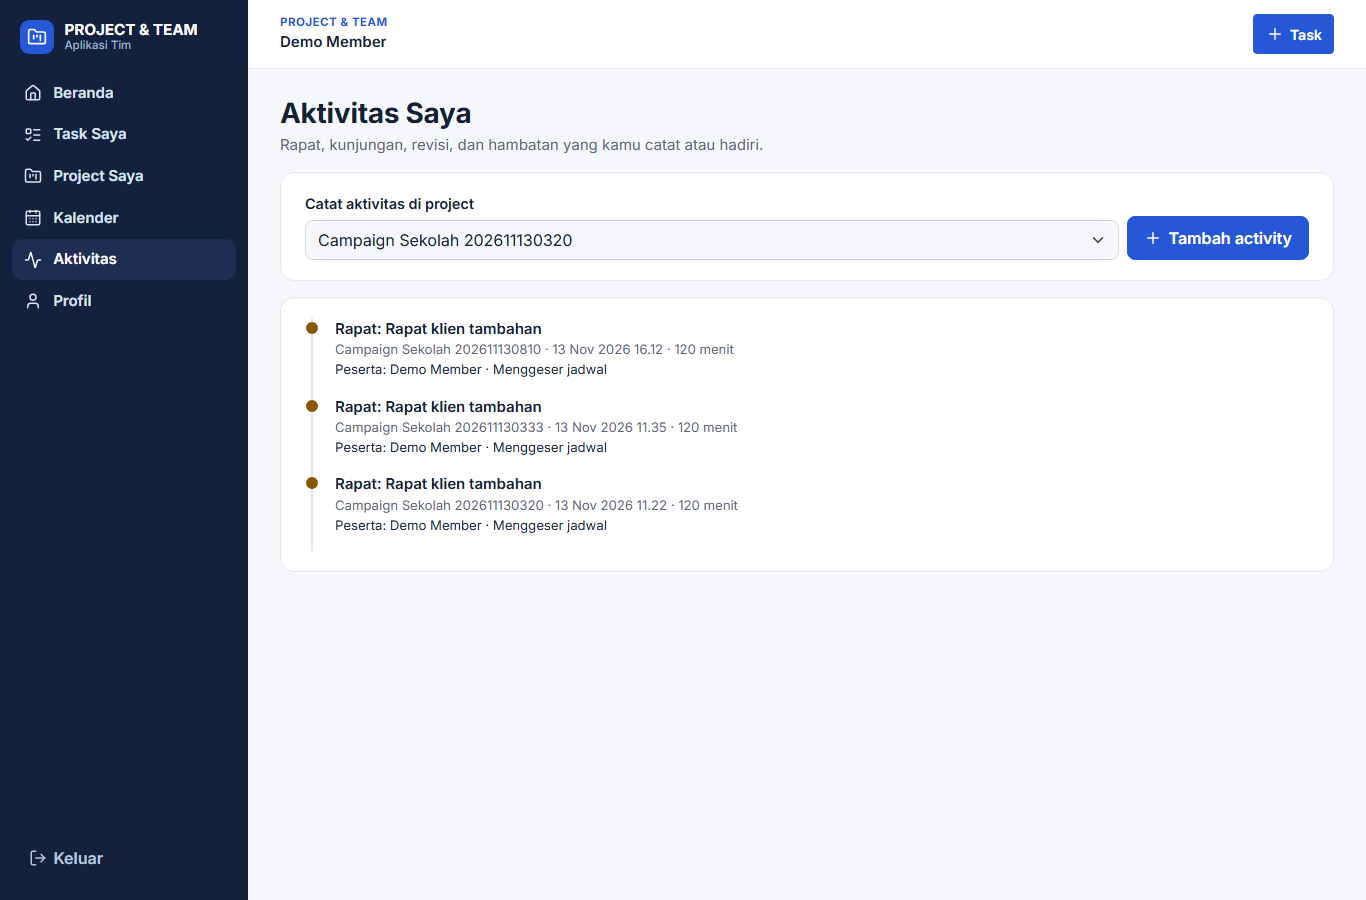 PROJECT & TEAM
Aplikasi Tim
Beranda
Task Saya
Project Saya
Kalender
Aktivitas
Profil
Keluar
PROJECT & TEAM
Demo Member
Task
Aktivitas Saya
Rapat, kunjungan, revisi, dan hambatan yang kamu catat atau hadiri.
Catat aktivitas di project
Campaign Sekolah 202611130320
Tambah activity
Rapat: Rapat klien tambahan
Campaign Sekolah 202611130810 · 13 Nov 2026 16.12 · 120 menit
Peserta: Demo Member · Menggeser jadwal
Rapat: Rapat klien tambahan
Campaign Sekolah 202611130333 · 13 Nov 2026 11.35 · 120 menit
Peserta: Demo Member · Menggeser jadwal
Rapat: Rapat klien tambahan
Campaign Sekolah 202611130320 · 13 Nov 2026 11.22 · 120 menit
Peserta: Demo Member · Menggeser jadwal